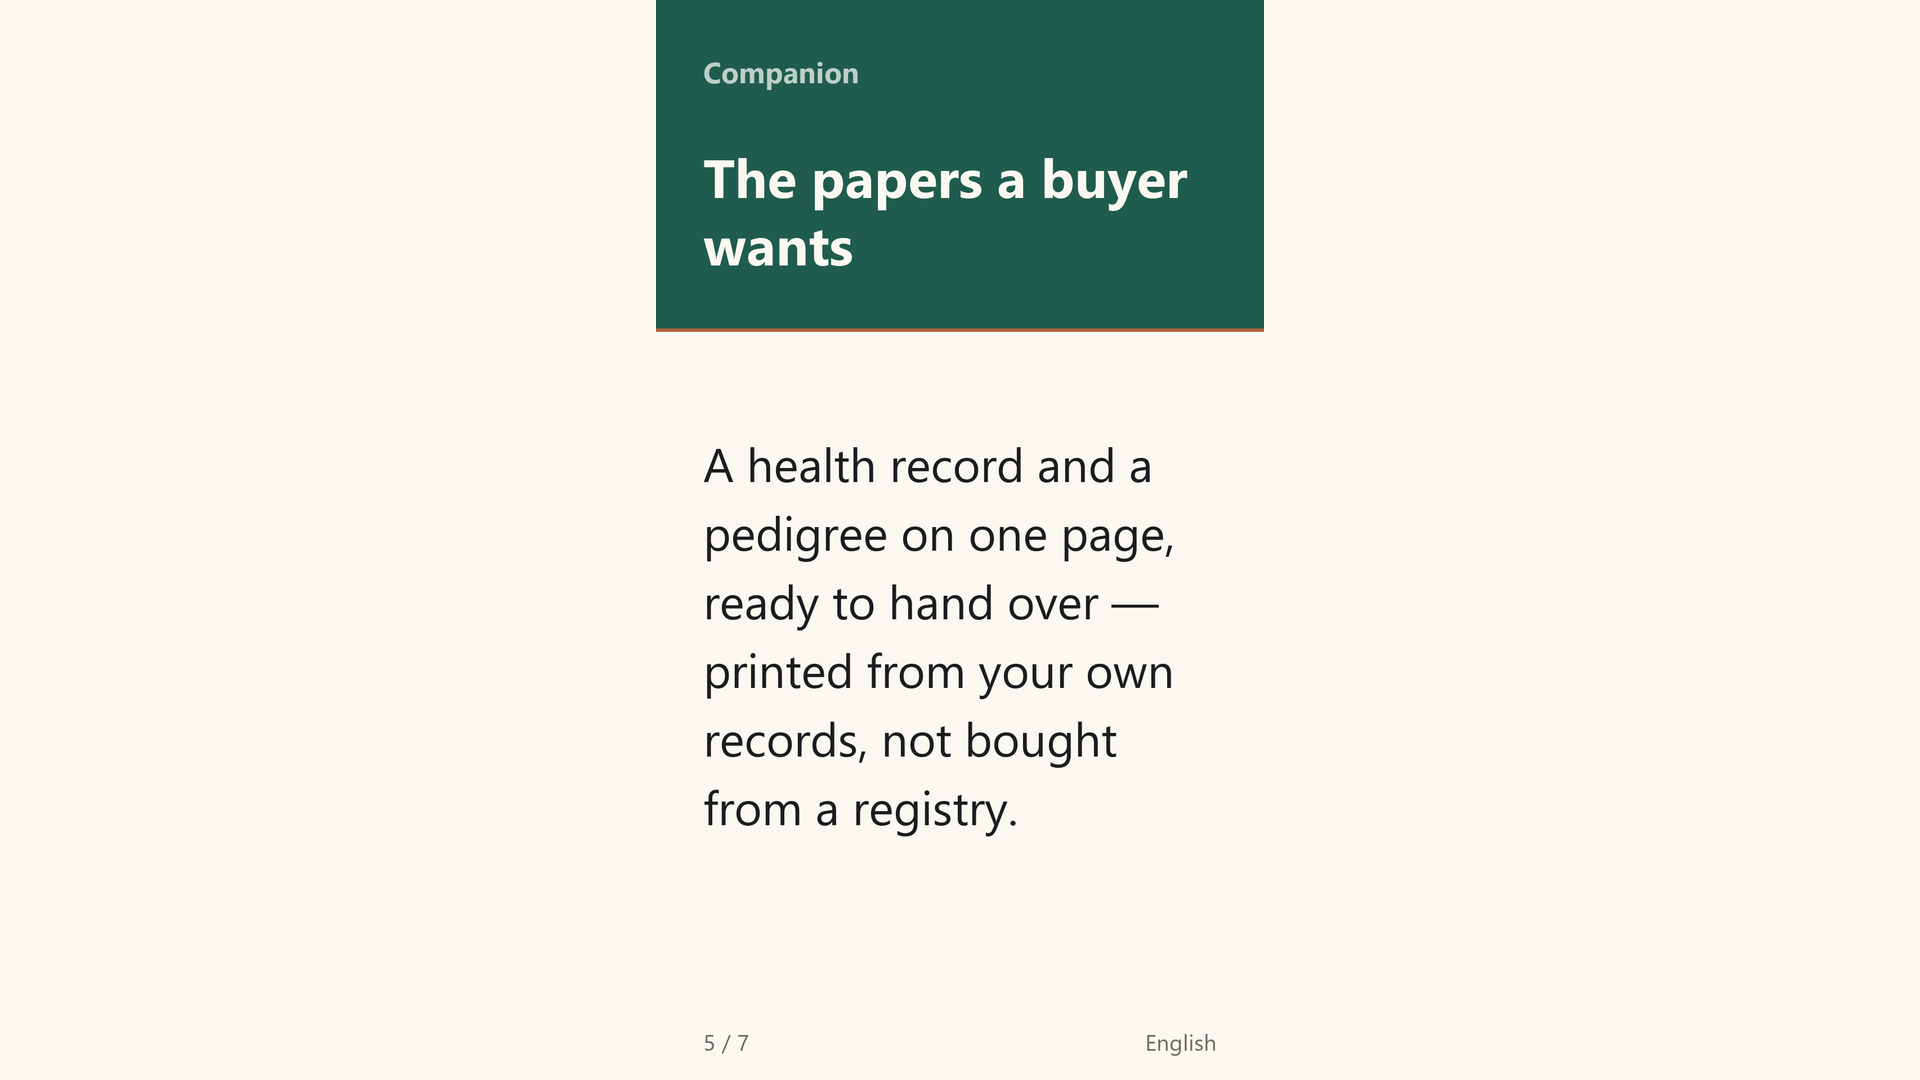 Companion
The papers a buyer
wants
A health record and a
pedigree on one page,
ready to hand over —
printed from your own
records, not bought
from a registry.
5 / 7
English